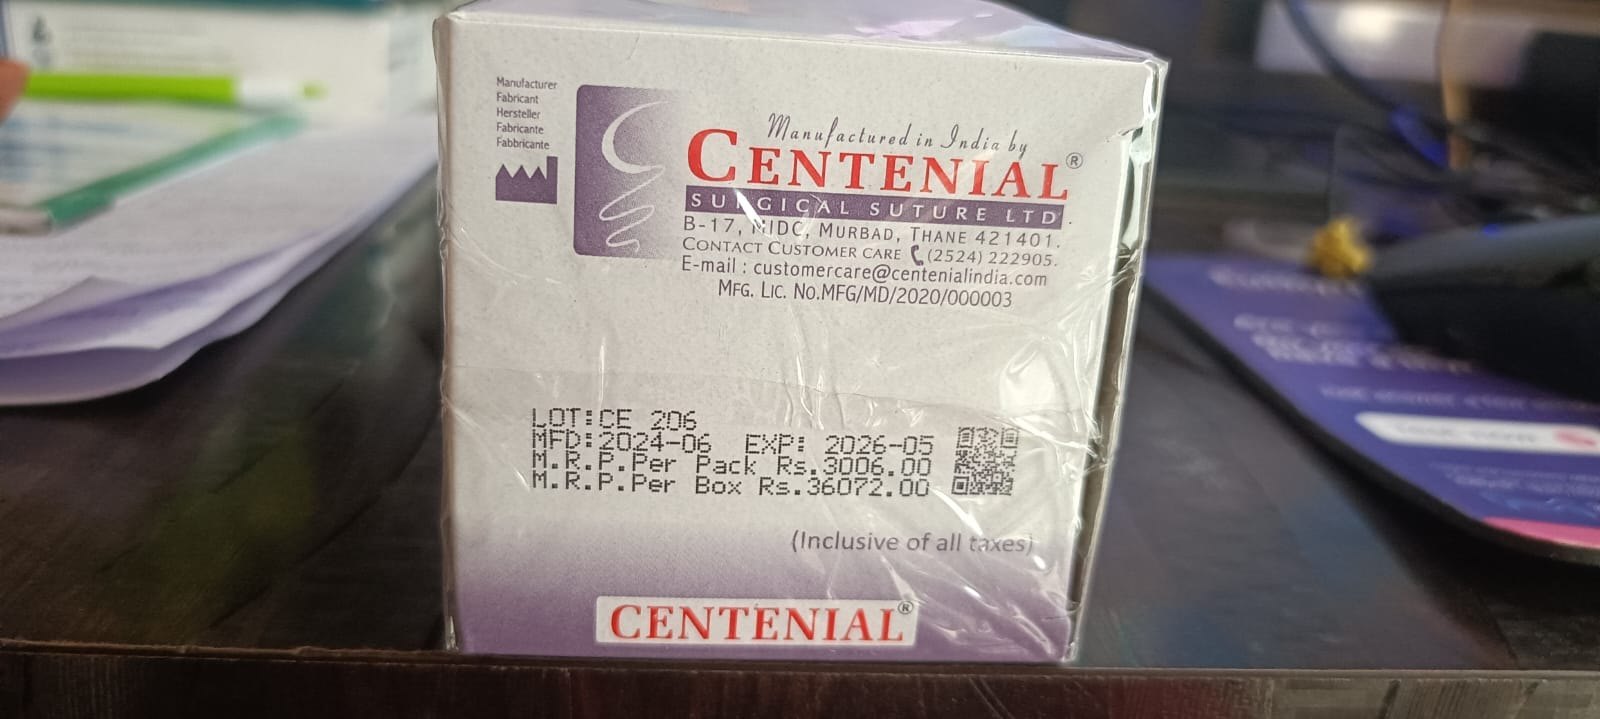 Manufacturer
Fabricant
Hersteller
Fabricante
Fabbricante
Manufactured in India by
CENTENIAL®
SURGICAL SUTURE LTD.
B-17, MIDC, MURBAD, THANE 421401.
CONTACT CUSTOMER CARE (2524) 222905.
E-mail : customercare@centenialindia.com
MFG. LIC. NO.MFG/MD/2020/000003
LOT:CE 206
MFD:2024-06 EXP: 2026-05
M.R.P.Per Pack Rs.3006.00
M.R.P.Per Box Rs.36072.00
(Inclusive of all taxes)
CENTENIAL®